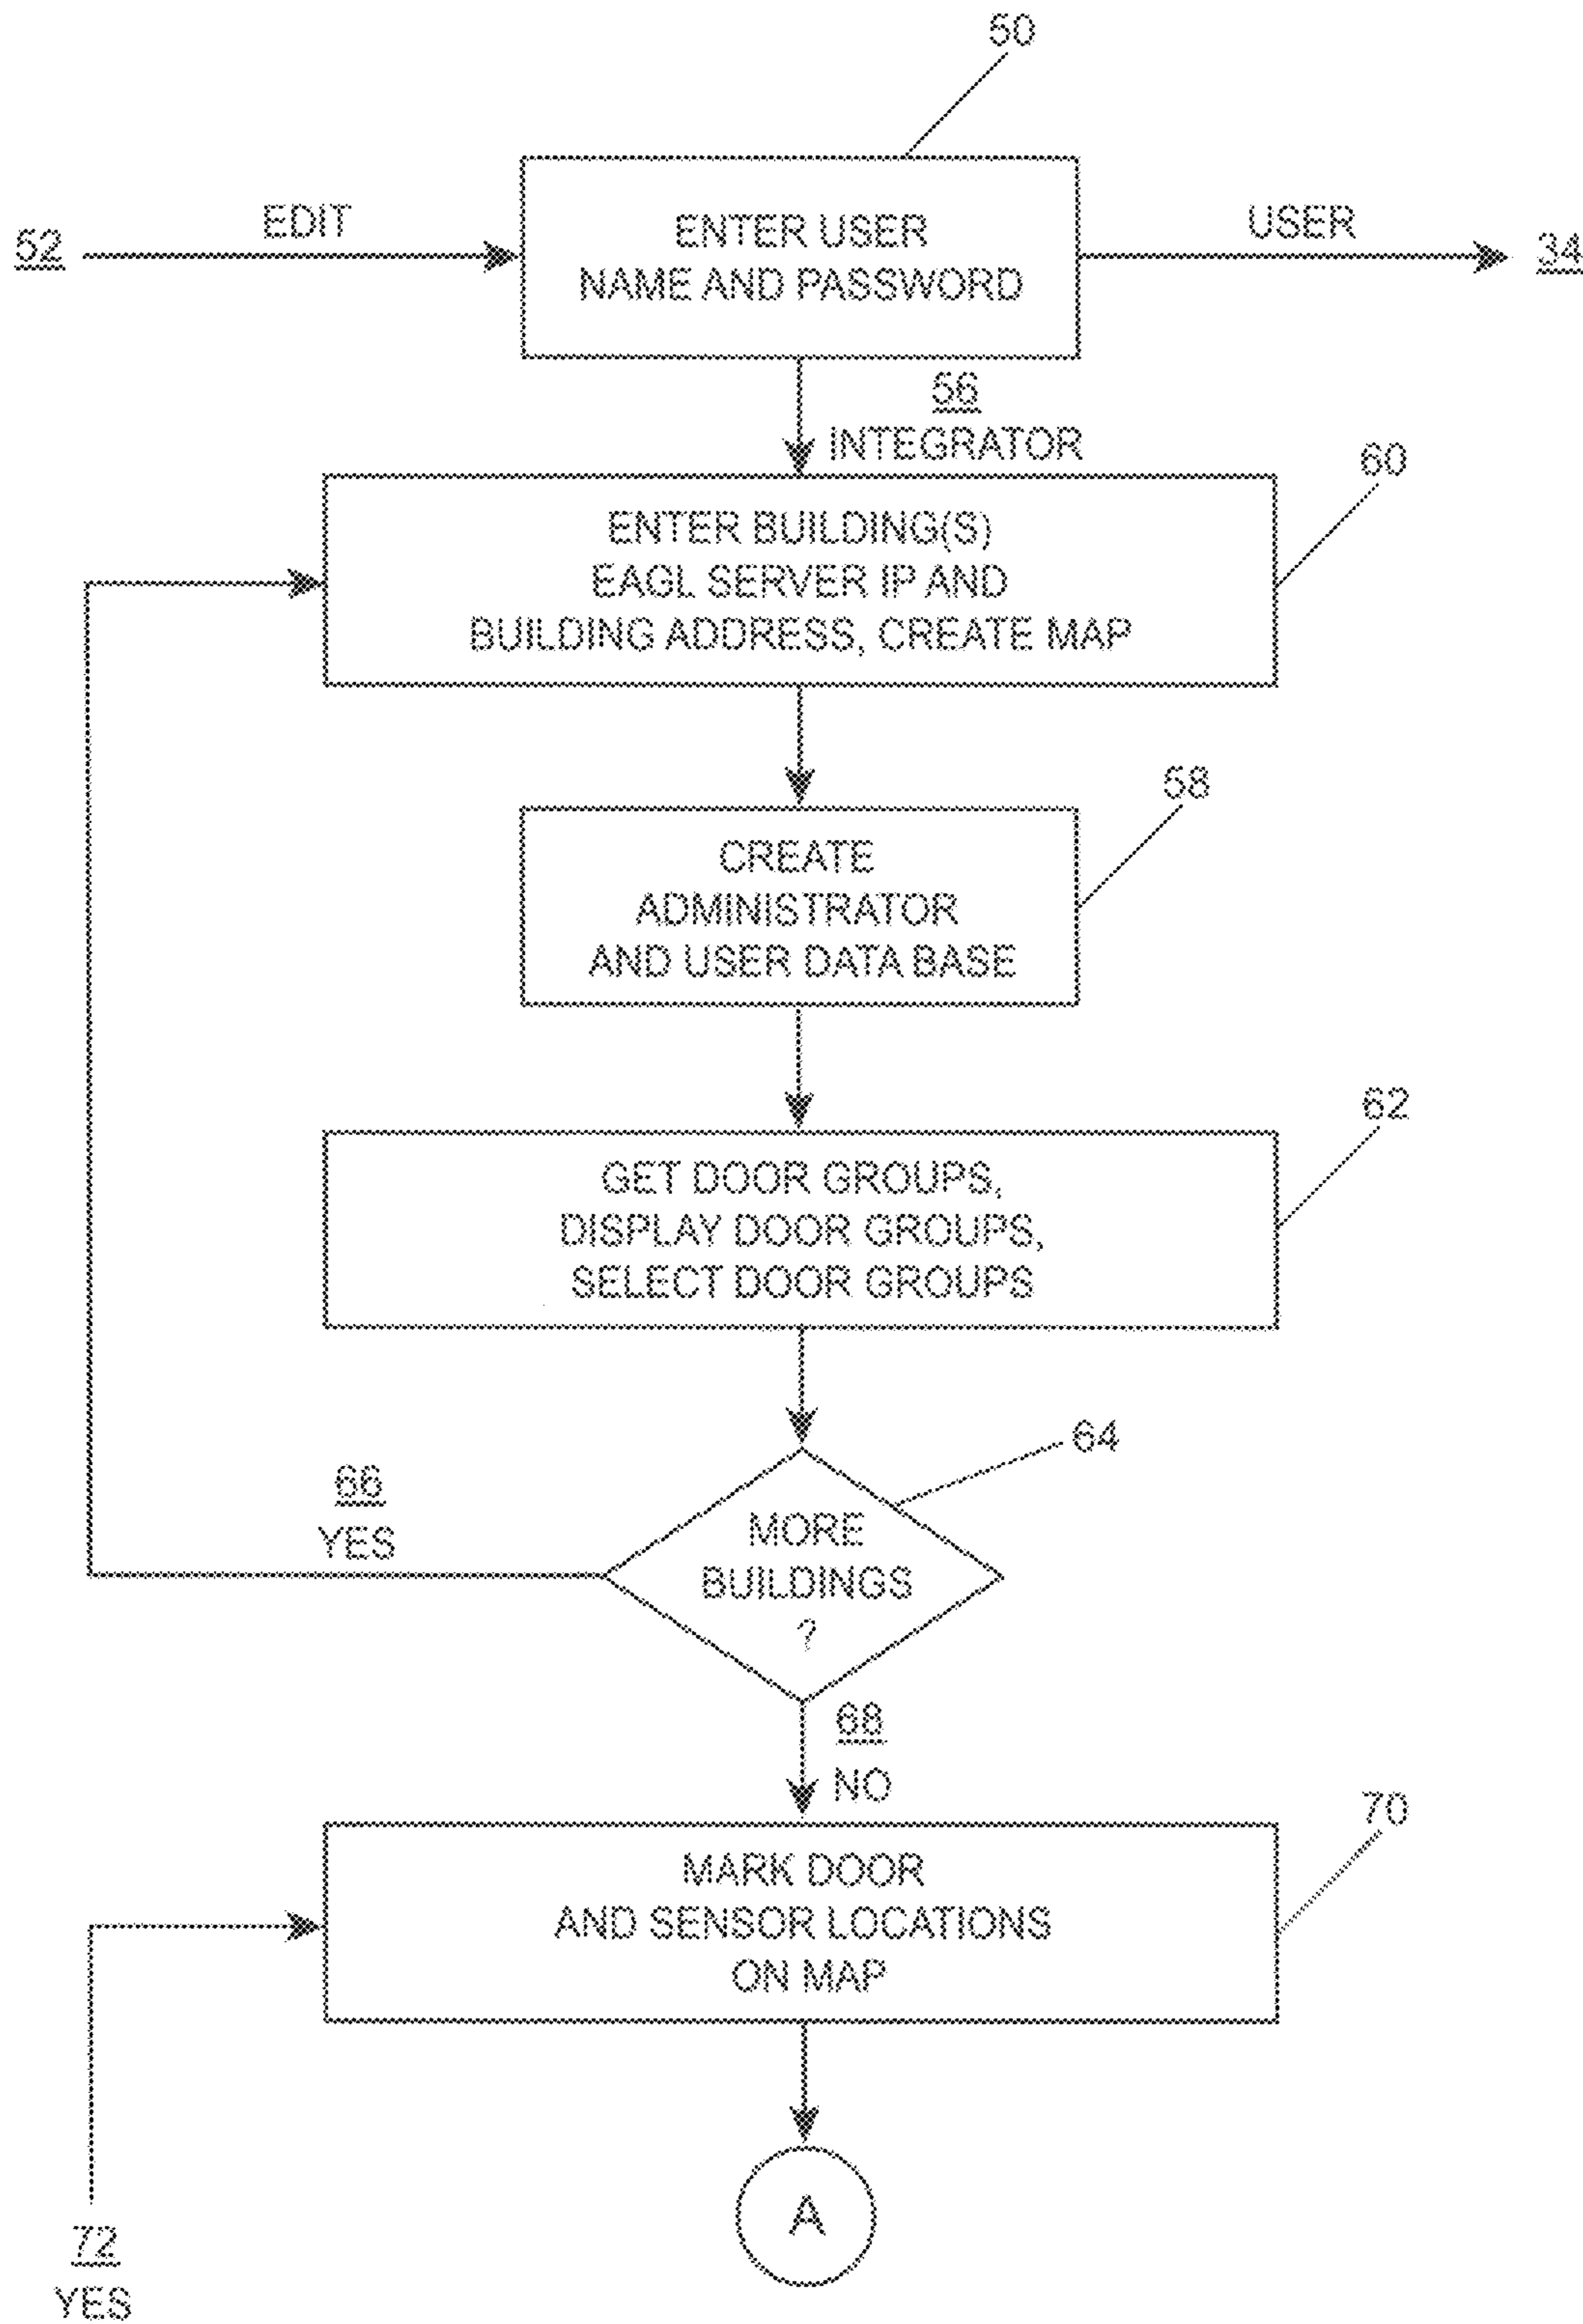 50
52
EDIT
ENTER USER
NAME AND PASSWORD
USER
34
56
INTEGRATOR
60
ENTER BUILDING(S)
EAGL SERVER IP AND
BUILDING ADDRESS, CREATE MAP
58
CREATE
ADMINISTRATOR
AND USER DATA BASE
62
GET DOOR GROUPS,
DISPLAY DOOR GROUPS,
SELECT DOOR GROUPS
64
66
YES
MORE
BUILDINGS
?
68
NO
70
MARK DOOR
AND SENSOR LOCATIONS
ON MAP
A
72
YES